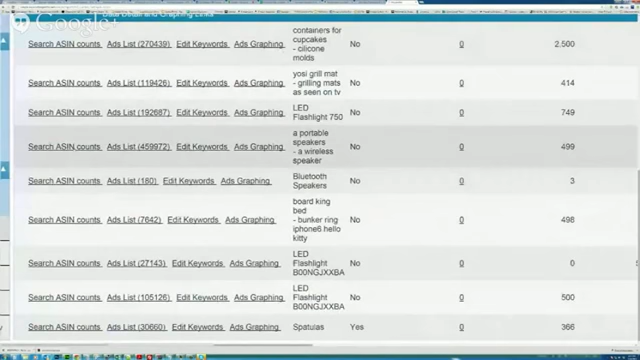 Google+
Data Detail and Graphing Links
Search ASIN counts Ads List (270439) Edit Keywords Ads Graphing containers for cupcakes - cilicone molds No 0 2,500
Search ASIN counts Ads List (119426) Edit Keywords Ads Graphing yosi grill mat - grilling mats as seen on tv No 0 414
Search ASIN counts Ads List (192687) Edit Keywords Ads Graphing LED Flashlight 750 No 0 749
Search ASIN counts Ads List (459972) Edit Keywords Ads Graphing a portable speakers - a wireless speaker No 0 499
Search ASIN counts Ads List (180) Edit Keywords Ads Graphing Bluetooth Speakers No 0 3
Search ASIN counts Ads List (7642) Edit Keywords Ads Graphing board king bed - bunker ring iphone6 hello kitty No 0 498
Search ASIN counts Ads List (27143) Edit Keywords Ads Graphing LED Flashlight B00NGJXXBA No 0 0
Search ASIN counts Ads List (105126) Edit Keywords Ads Graphing LED Flashlight B00NGJXXBA No 0 500
Search ASIN counts Ads List (30660) Edit Keywords Ads Graphing Spatulas Yes 0 366